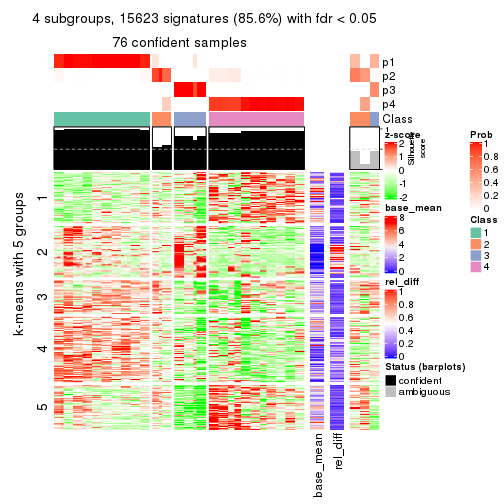 4 subgroups, 15623 signatures (85.6%) with fdr < 0.05
76 confident samples
p1
p2
p3
p4
Class
1
Silhouette
score
z-score
2
1
0
-1
-2
base_mean
8
6
4
2
0
rel_diff
1
0.8
0.6
0.4
0.2
0
Status (barplots)
confident
ambiguous
Prob
1
0.8
0.6
0.4
0.2
0
Class
1
2
3
4
k-means with 5 groups
1
2
3
4
5
base_mean
rel_diff